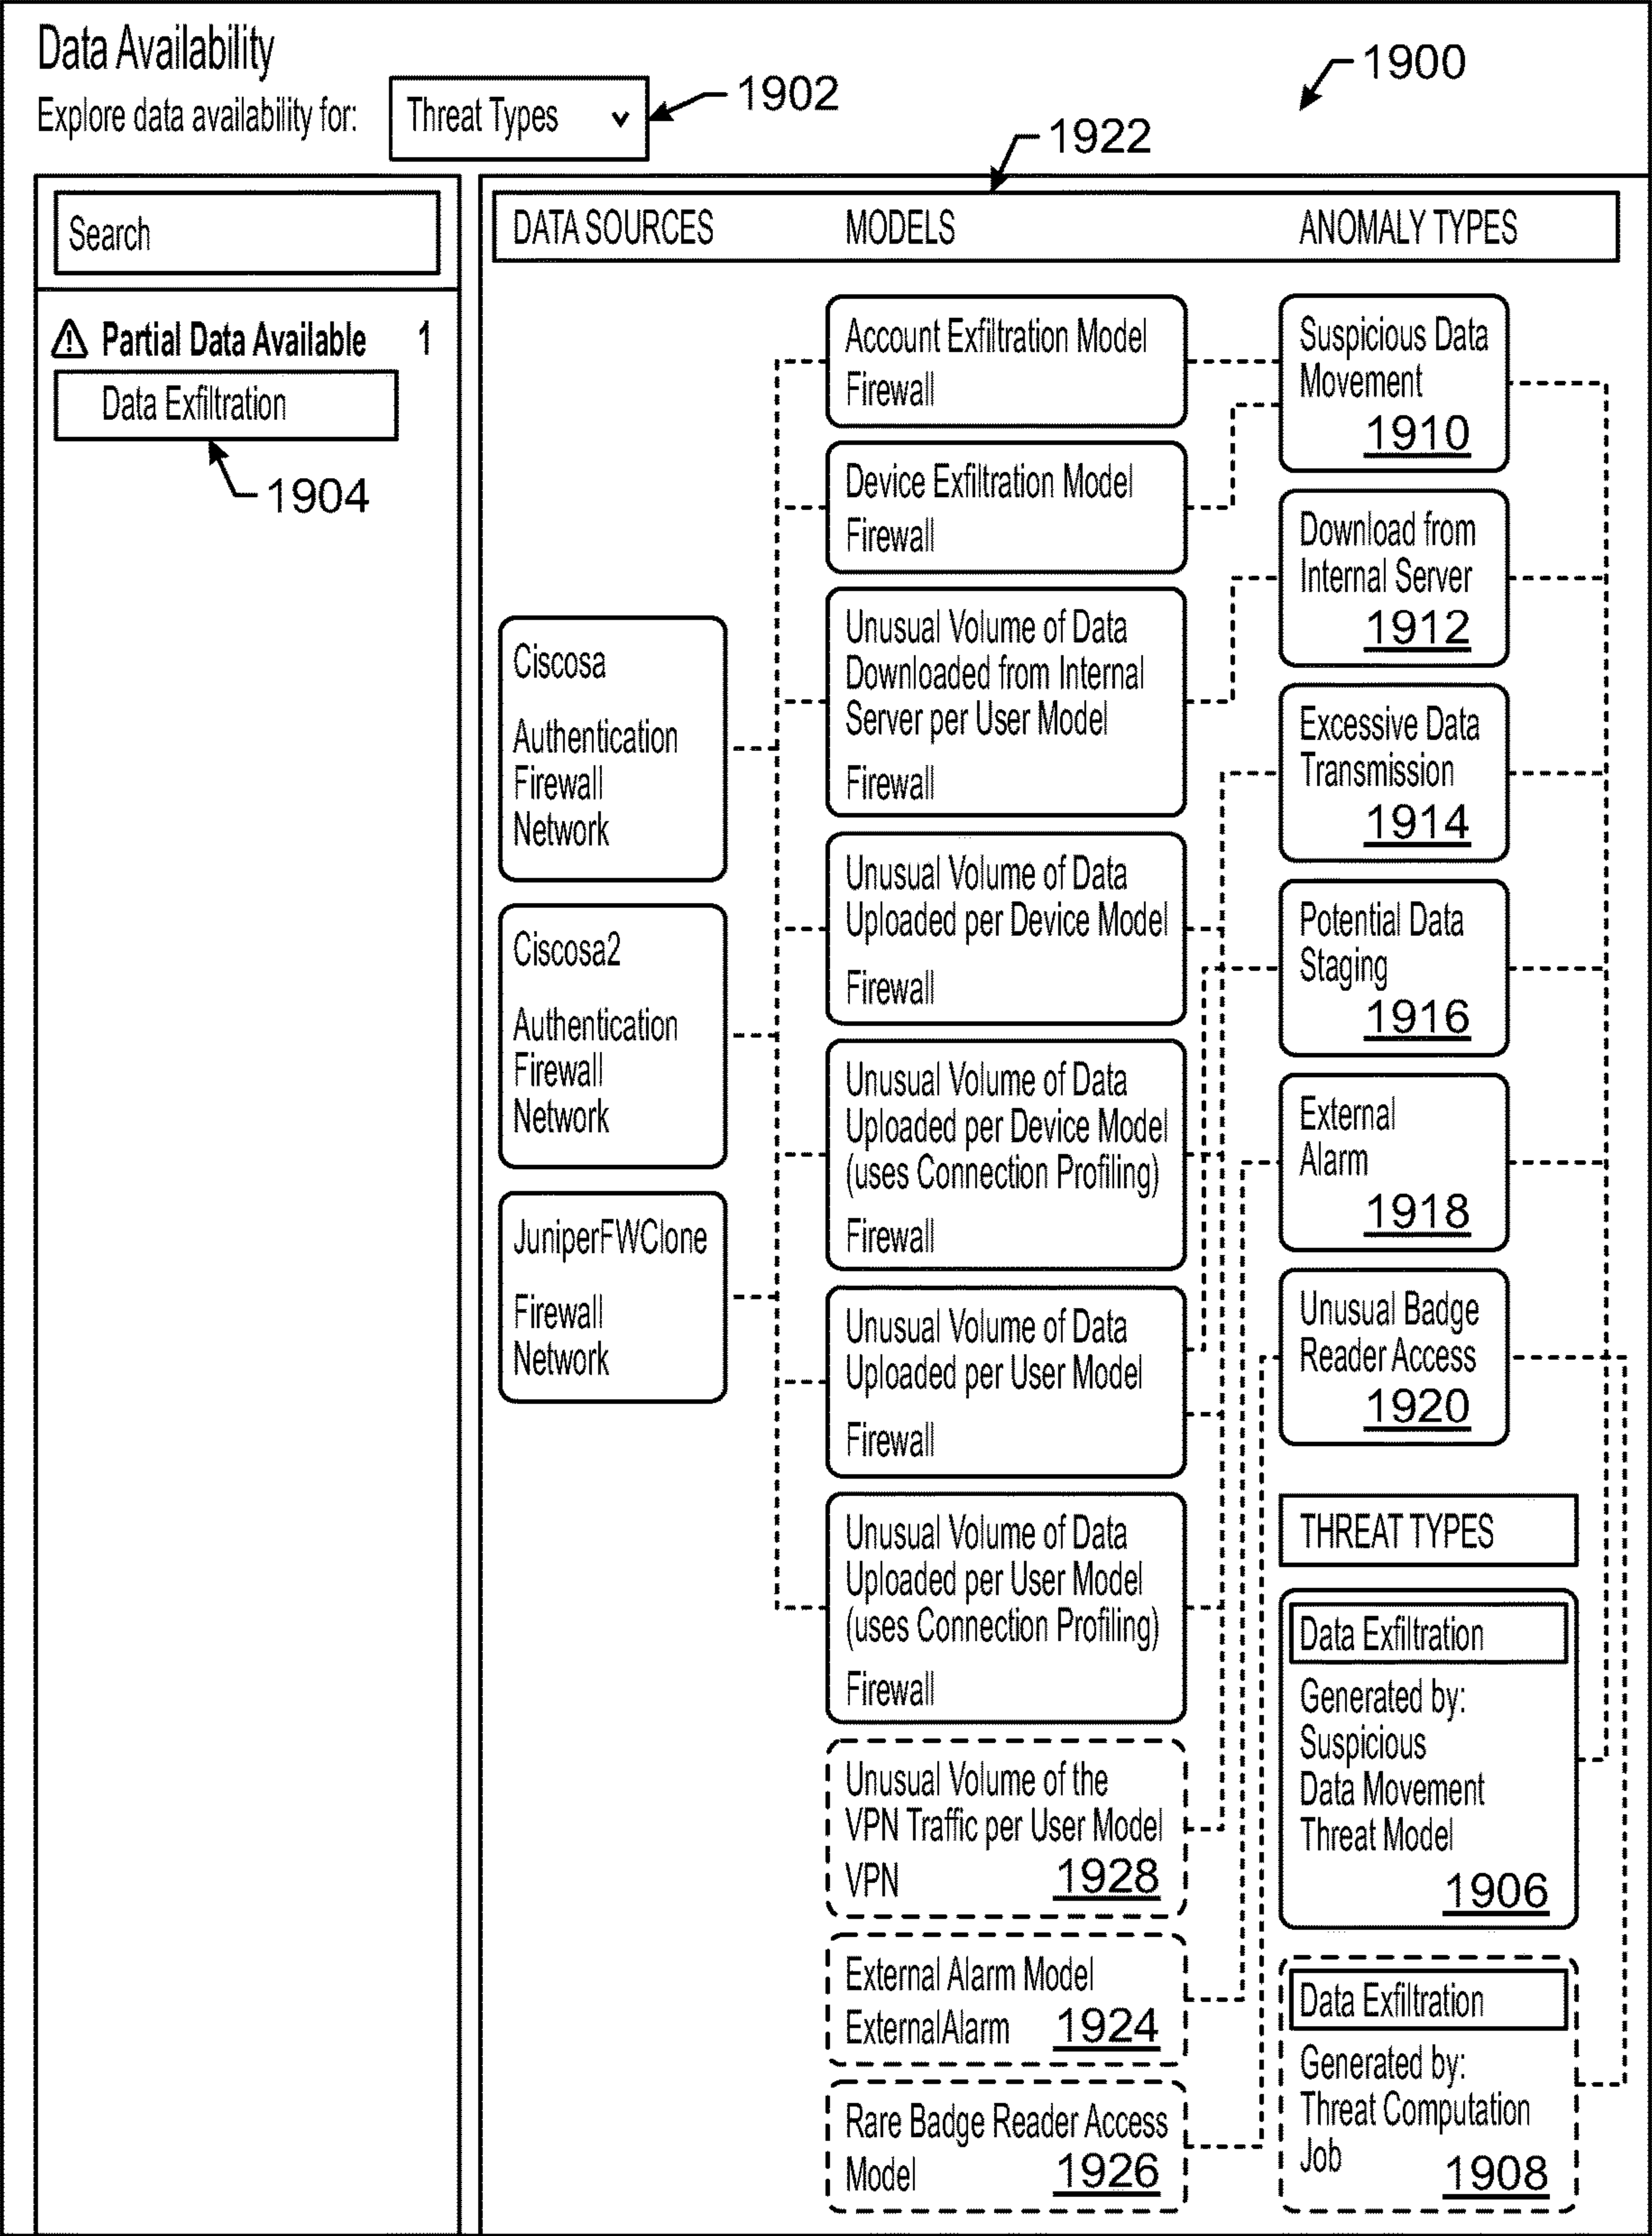 Data Availability
Explore data availability for:
Threat Types
1902
1900
1922
Search
Partial Data Available 1
Data Exfiltration
1904
DATA SOURCES
MODELS
ANOMALY TYPES
Ciscosa
Authentication
Firewall
Network
Ciscosa2
Authentication
Firewall
Network
JuniperFWClone
Firewall
Network
Account Exfiltration Model
Firewall
Device Exfiltration Model
Firewall
Unusual Volume of Data
Downloaded from Internal
Server per User Model
Firewall
Unusual Volume of Data
Uploaded per Device Model
Firewall
Unusual Volume of Data
Uploaded per Device Model
(uses Connection Profiling)
Firewall
Unusual Volume of Data
Uploaded per User Model
Firewall
Unusual Volume of Data
Uploaded per User Model
(uses Connection Profiling)
Firewall
Unusual Volume of the
VPN Traffic per User Model
VPN 1928
External Alarm Model
ExternalAlarm 1924
Rare Badge Reader Access
Model 1926
Suspicious Data
Movement
1910
Download from
Internal Server
1912
Excessive Data
Transmission
1914
Potential Data
Staging
1916
External
Alarm
1918
Unusual Badge
Reader Access
1920
THREAT TYPES
Data Exfiltration
Generated by:
Suspicious
Data Movement
Threat Model
1906
Data Exfiltration
Generated by:
Threat Computation
Job 1908